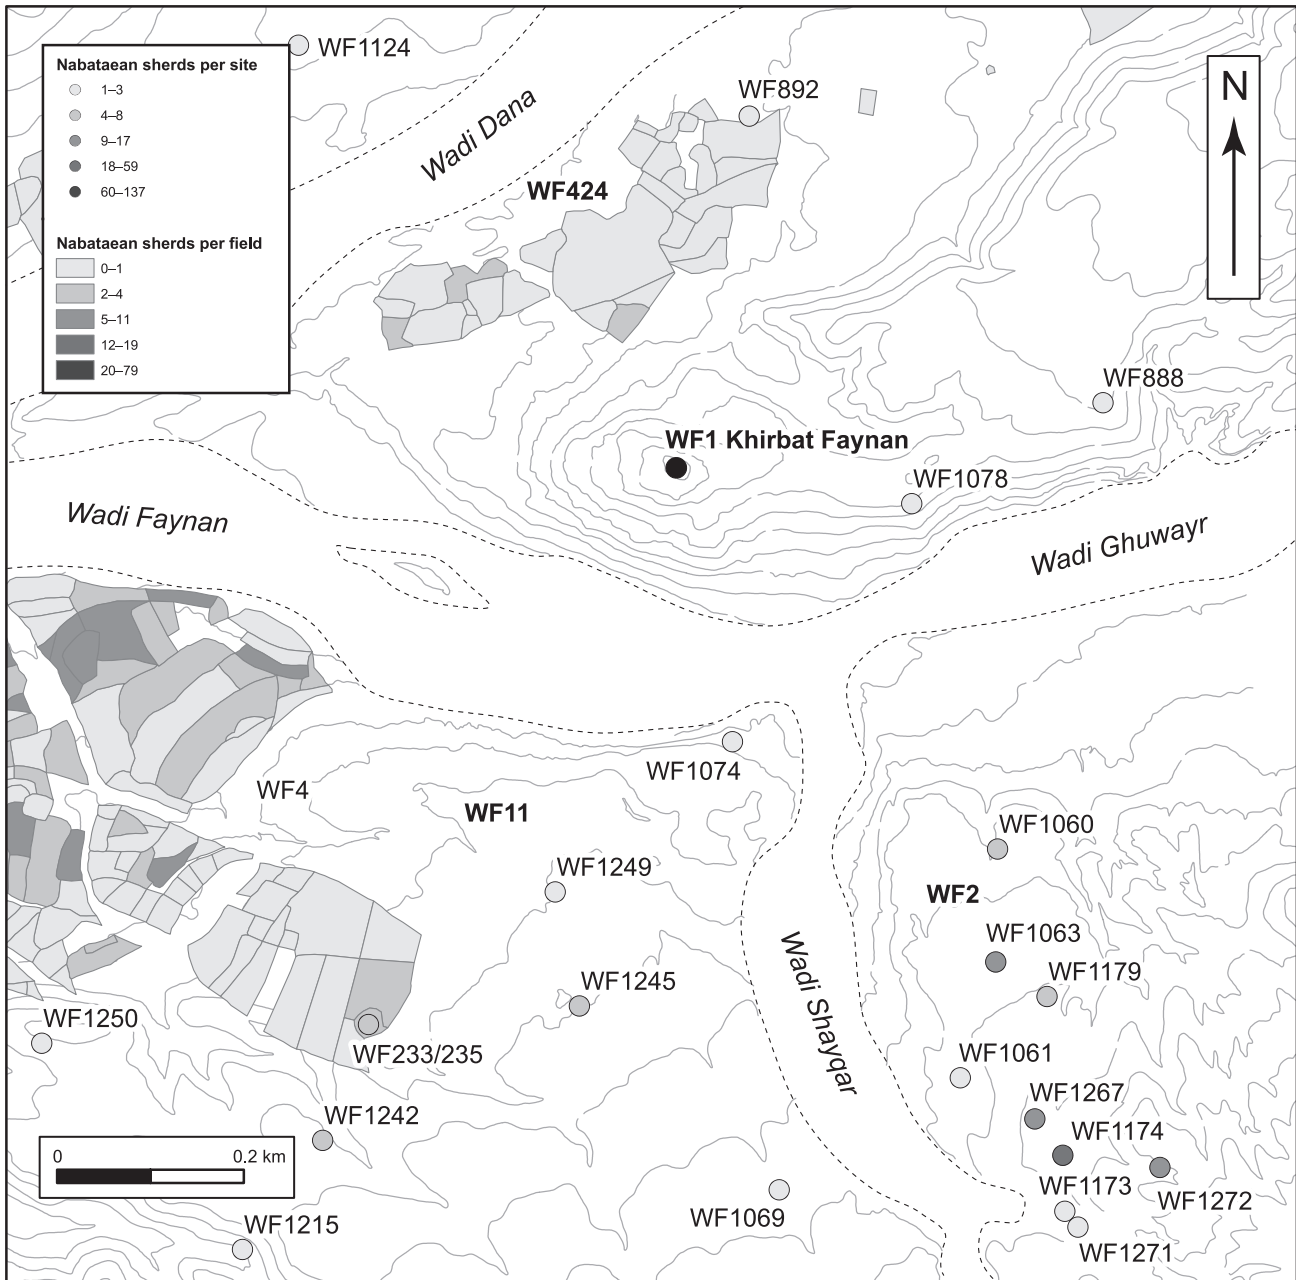 WF1124
Nabataean sherds per site
1–3
4–8
9–17
18–59
60–137
Nabataean sherds per field
0–1
2–4
5–11
12–19
20–79
Wadi Dana
WF892
N
WF424
WF888
WF1 Khirbat Faynan
WF1078
Wadi Faynan
Wadi Ghuwayr
WF1074
WF4
WF11
WF1060
WF1249
WF2
WF1063
WF1179
WF1245
Wadi Shayqar
WF1250
WF233/235
WF1061
WF1267
WF1242
WF1174
0 0.2 km
WF1173
WF1272
WF1069
WF1215
WF1271